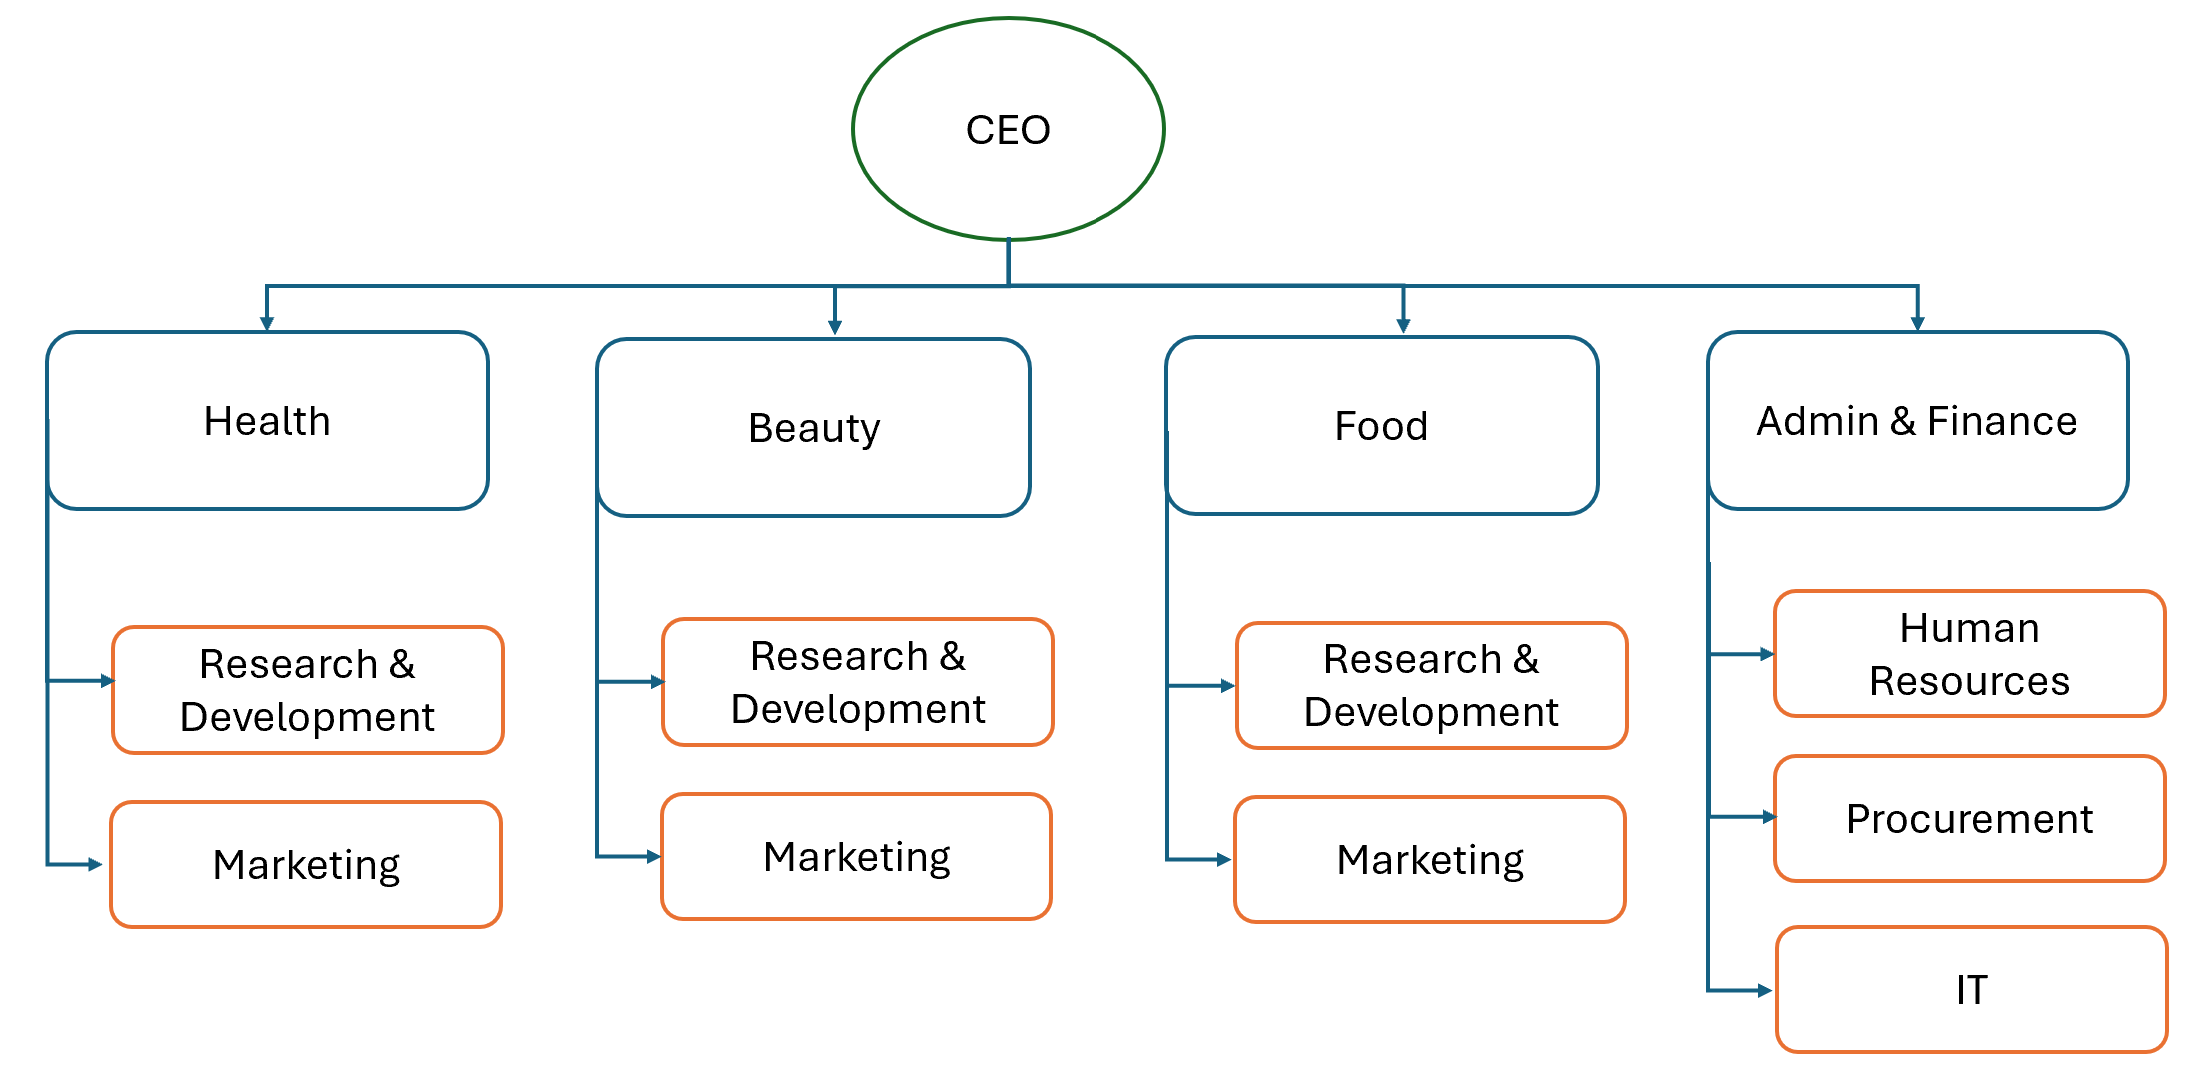 CEO
Health
Beauty
Food
Admin & Finance
Research &
Development
Marketing
Research &
Development
Marketing
Research &
Development
Marketing
Human
Resources
Procurement
IT